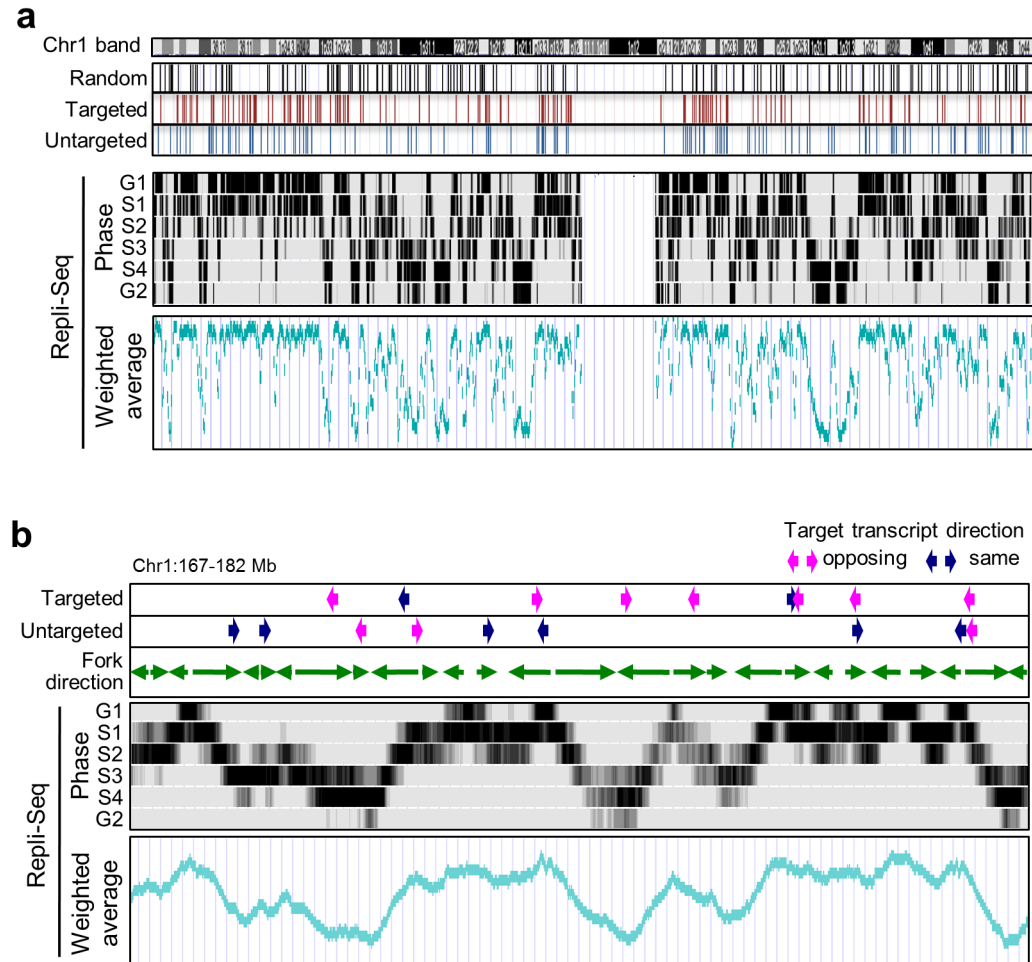 a
Chr1 band
Random
Targeted
Untargeted
Repli-Seq
Phase
G1
S1
S2
S3
S4
G2
Weighted
average
b
Target transcript direction
opposing
same
Chr1:167-182 Mb
Targeted
Untargeted
Fork
direction
Repli-Seq
Phase
G1
S1
S2
S3
S4
G2
Weighted
average